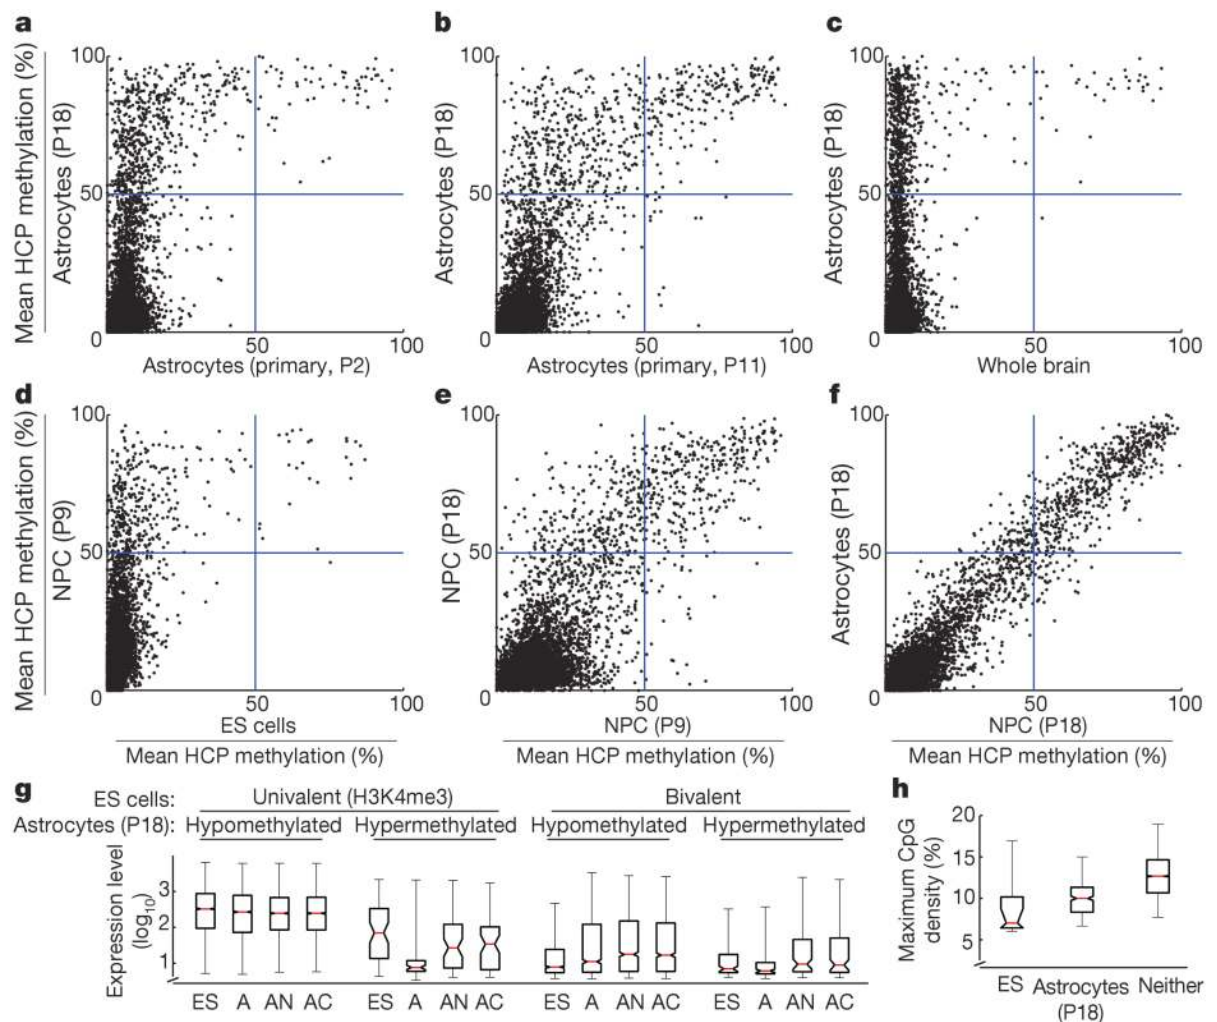 a
b
c
Mean HCP methylation (%)
Astrocytes (P18)
100
50
0
50
100
Astrocytes (primary, P2)
Astrocytes (P18)
100
50
0
50
100
Astrocytes (primary, P11)
Astrocytes (P18)
100
50
0
50
100
Whole brain
d
e
f
Mean HCP methylation (%)
NPC (P9)
100
50
0
50
100
ES cells
Mean HCP methylation (%)
NPC (P18)
100
50
0
50
100
NPC (P9)
Mean HCP methylation (%)
Astrocytes (P18)
100
50
0
50
100
NPC (P18)
Mean HCP methylation (%)
g
ES cells: Univalent (H3K4me3) Bivalent
Astrocytes (P18): Hypomethylated Hypermethylated Hypomethylated Hypermethylated
Expression level
(log10)
3
2
1
ES A AN AC ES A AN AC ES A AN AC ES A AN AC
h
Maximum CpG
density (%)
20
15
10
5
ES Astrocytes Neither
(P18)